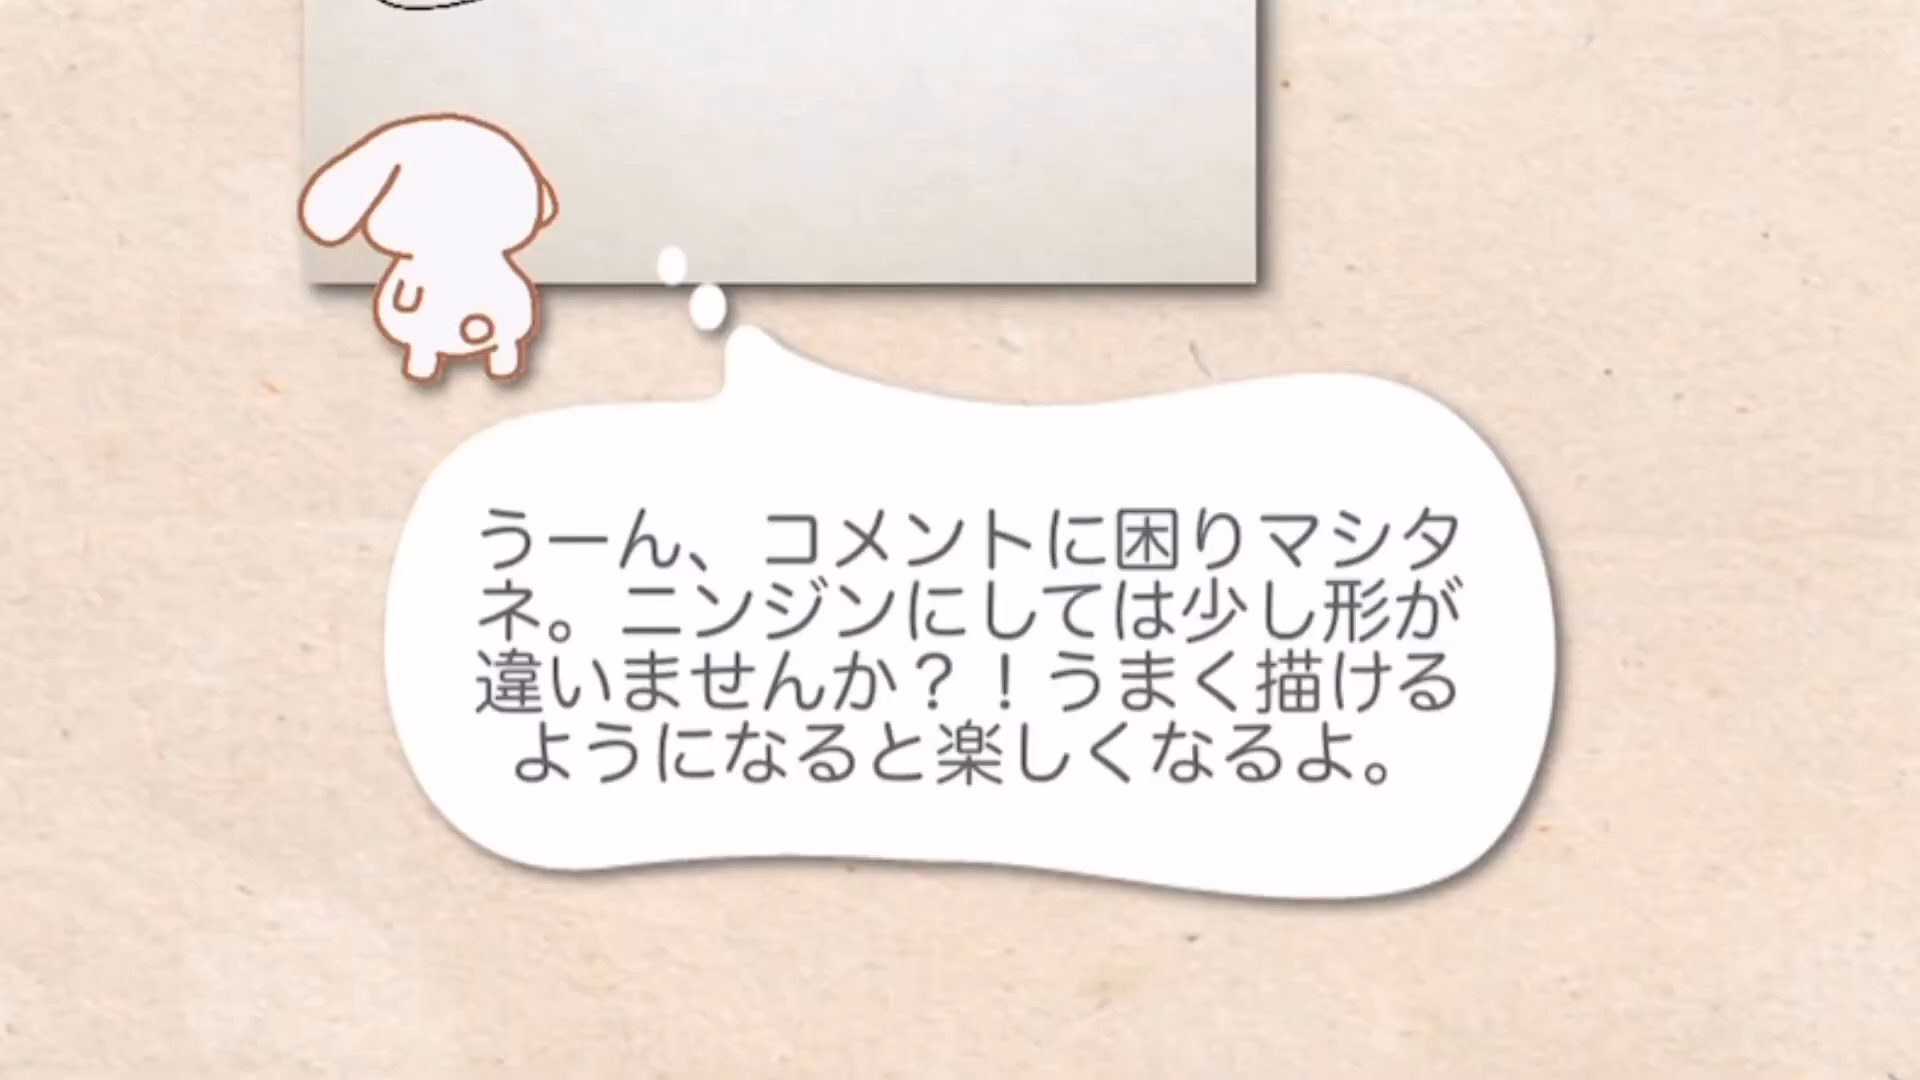 うーん、コメントに困りマシタ
ネ。ニンジンにしては少し形が
違いませんか？！うまく描ける
ようになると楽しくなるよ。